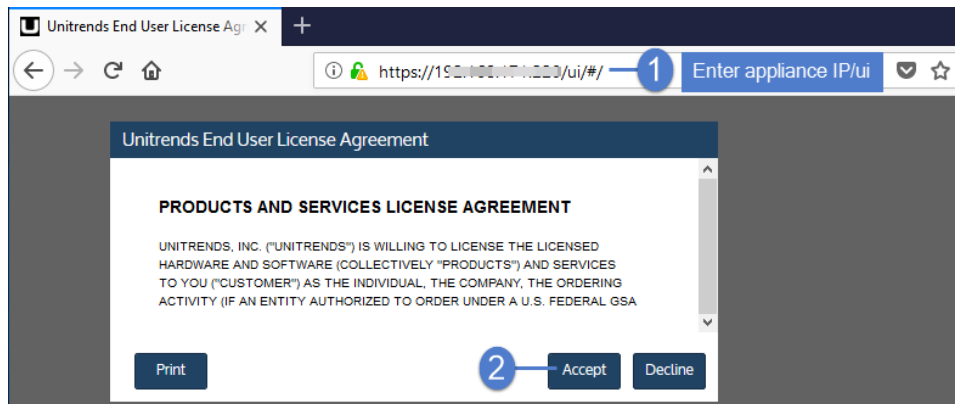 Unitrends End User License Agr
https://19 /ui/#/
1 Enter appliance IP/ui
Unitrends End User License Agreement
PRODUCTS AND SERVICES LICENSE AGREEMENT
UNITRENDS, INC. ("UNITRENDS") IS WILLING TO LICENSE THE LICENSED
HARDWARE AND SOFTWARE (COLLECTIVELY "PRODUCTS") AND SERVICES
TO YOU ("CUSTOMER") AS THE INDIVIDUAL, THE COMPANY, THE ORDERING
ACTIVITY (IF AN ENTITY AUTHORIZED TO ORDER UNDER A U.S. FEDERAL GSA
Print
2
Accept
Decline